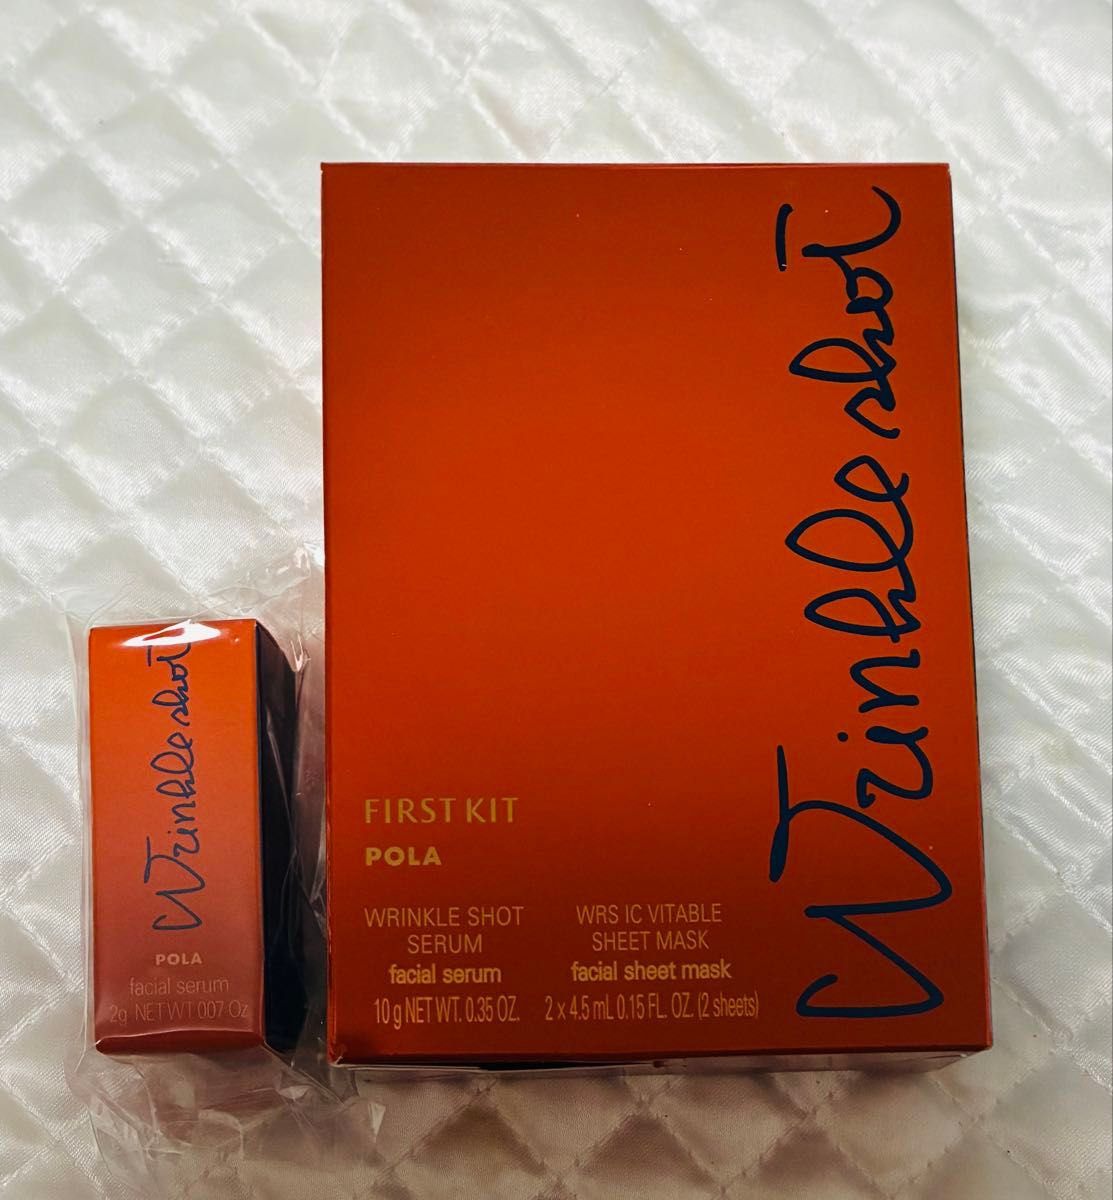 Wrinkle shot
POLA
facial serum
2g NET WT 007 Oz
Wrinkle shot
FIRST KIT
POLA
WRINKLE SHOT
SERUM
facial serum
10 g NET WT. 0.35 OZ.
WRS IC VITABLE
SHEET MASK
facial sheet mask
2 x 4.5 mL 0.15 FL. OZ. (2 sheets)